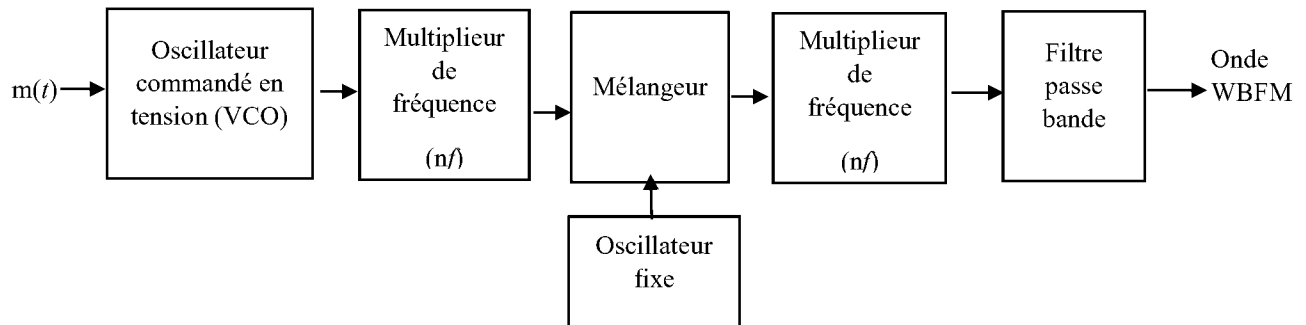 m(t)
Oscillateur
commandé en
tension (VCO)
Multiplieur
de
fréquence
(nf)
Mélangeur
Multiplieur
de
fréquence
(nf)
Filtre
passe
bande
Onde
WBFM
Oscillateur
fixe